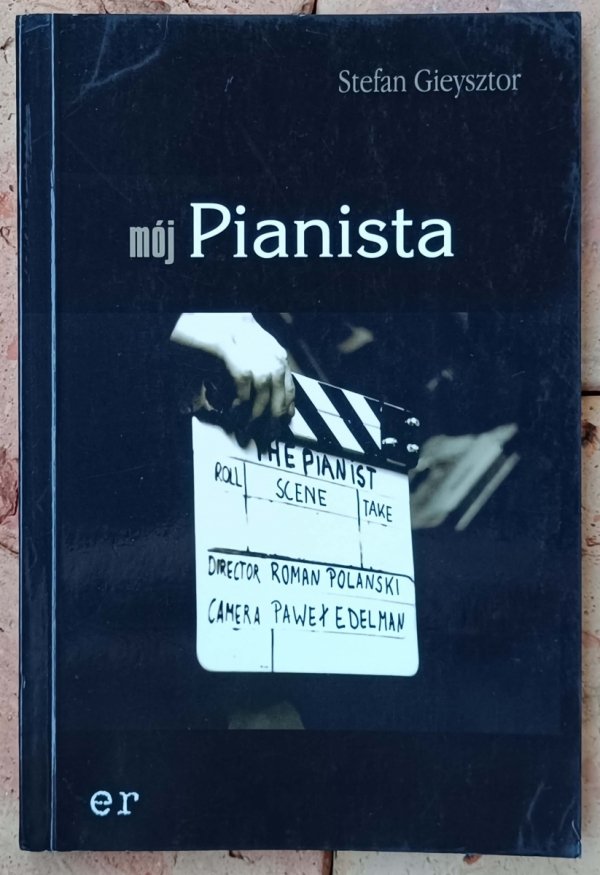 Stefan Gieysztor
mój Pianista
THE PIANIST
ROLL SCENE TAKE
DIRECTOR ROMAN POLANSKI
CAMERA PAWEŁ EDELMAN
er